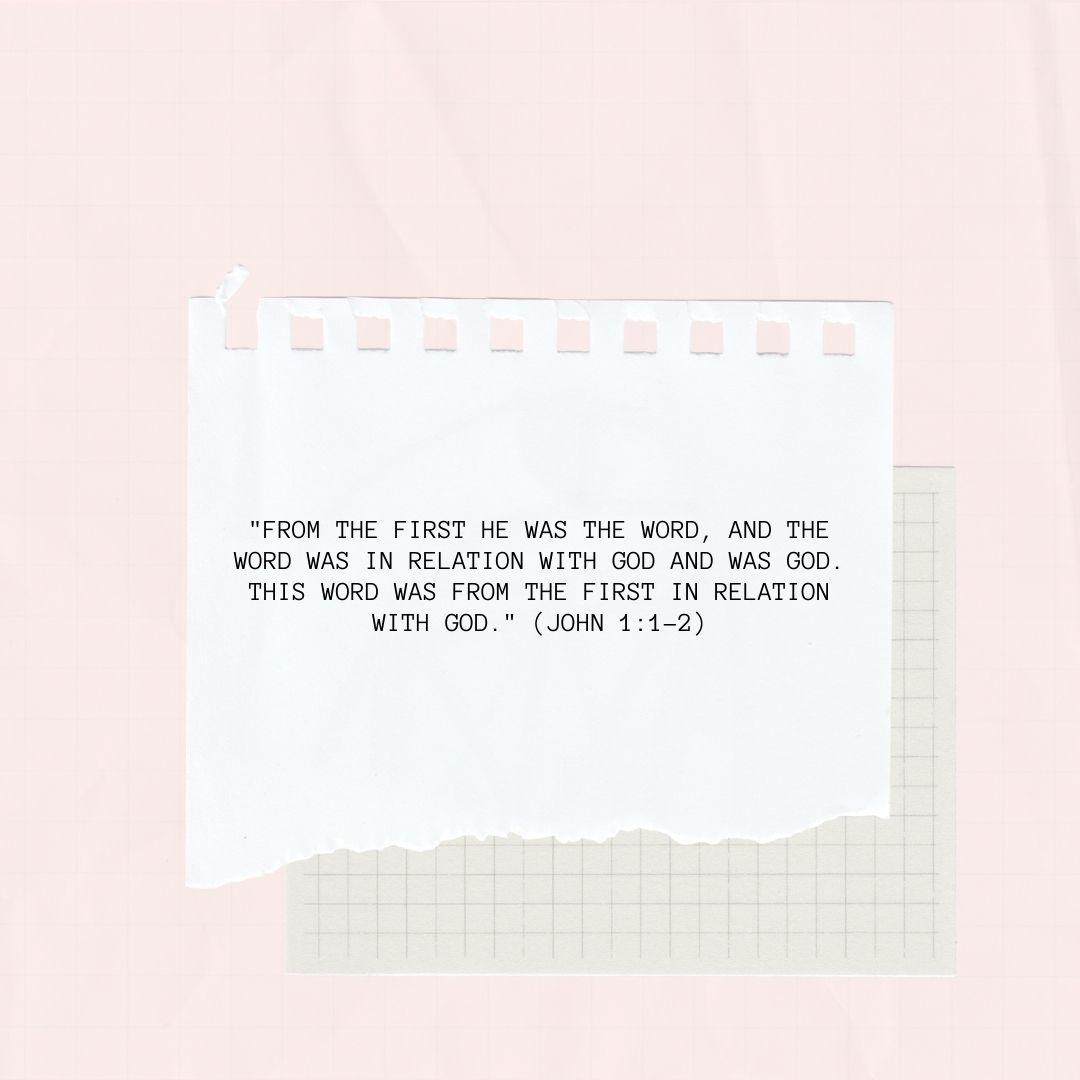 "FROM THE FIRST HE WAS THE WORD, AND THE
WORD WAS IN RELATION WITH GOD AND WAS GOD.
THIS WORD WAS FROM THE FIRST IN RELATION
WITH GOD." (JOHN 1:1–2)